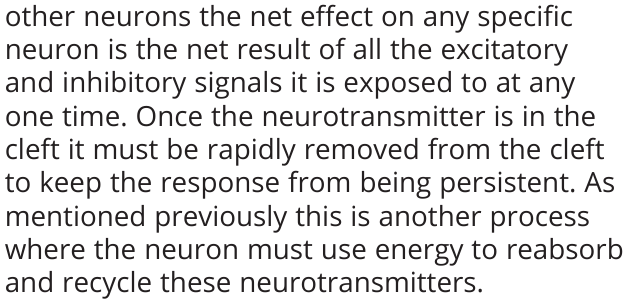 other neurons the net effect on any specific
neuron is the net result of all the excitatory
and inhibitory signals it is exposed to at any
one time. Once the neurotransmitter is in the
cleft it must be rapidly removed from the cleft
to keep the response from being persistent. As
mentioned previously this is another process
where the neuron must use energy to reabsorb
and recycle these neurotransmitters.